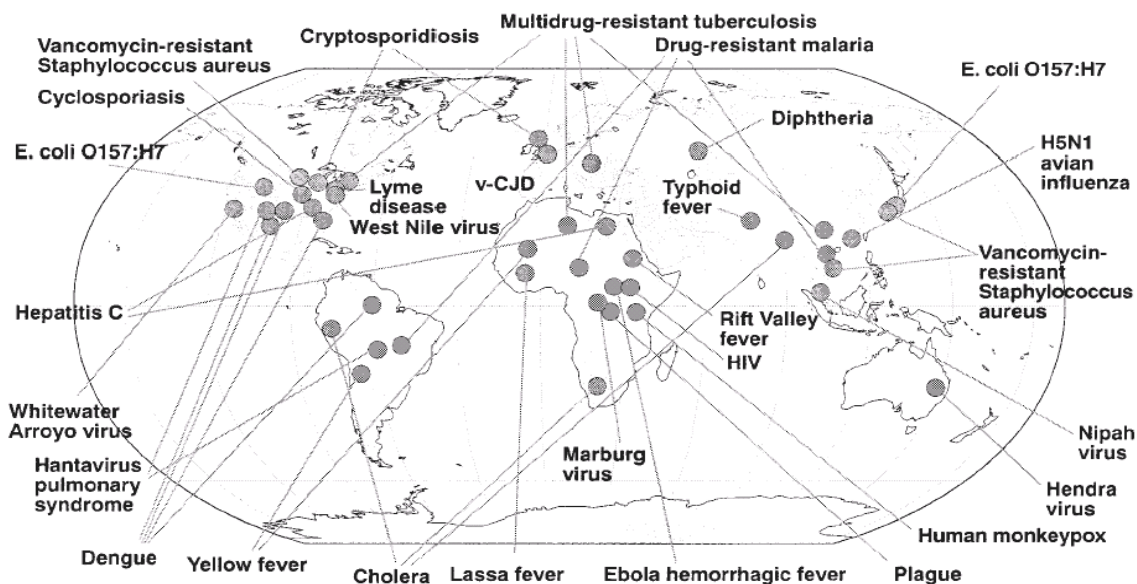 Multidrug-resistant tuberculosis
Cryptosporidiosis
Vancomycin-resistant
Staphylococcus aureus
Drug-resistant malaria
E. coli O157:H7
Cyclosporiasis
Diphtheria
E. coli O157:H7
H5N1
avian
influenza
Lyme
disease
v-CJD
Typhoid
fever
West Nile virus
Vancomycin-
resistant
Staphylococcus
aureus
Hepatitis C
Rift Valley
fever
HIV
Whitewater
Arroyo virus
Marburg
virus
Nipah
virus
Hantavirus
pulmonary
syndrome
Hendra
virus
Human monkeypox
Dengue
Yellow fever
Cholera
Lassa fever
Ebola hemorrhagic fever
Plague